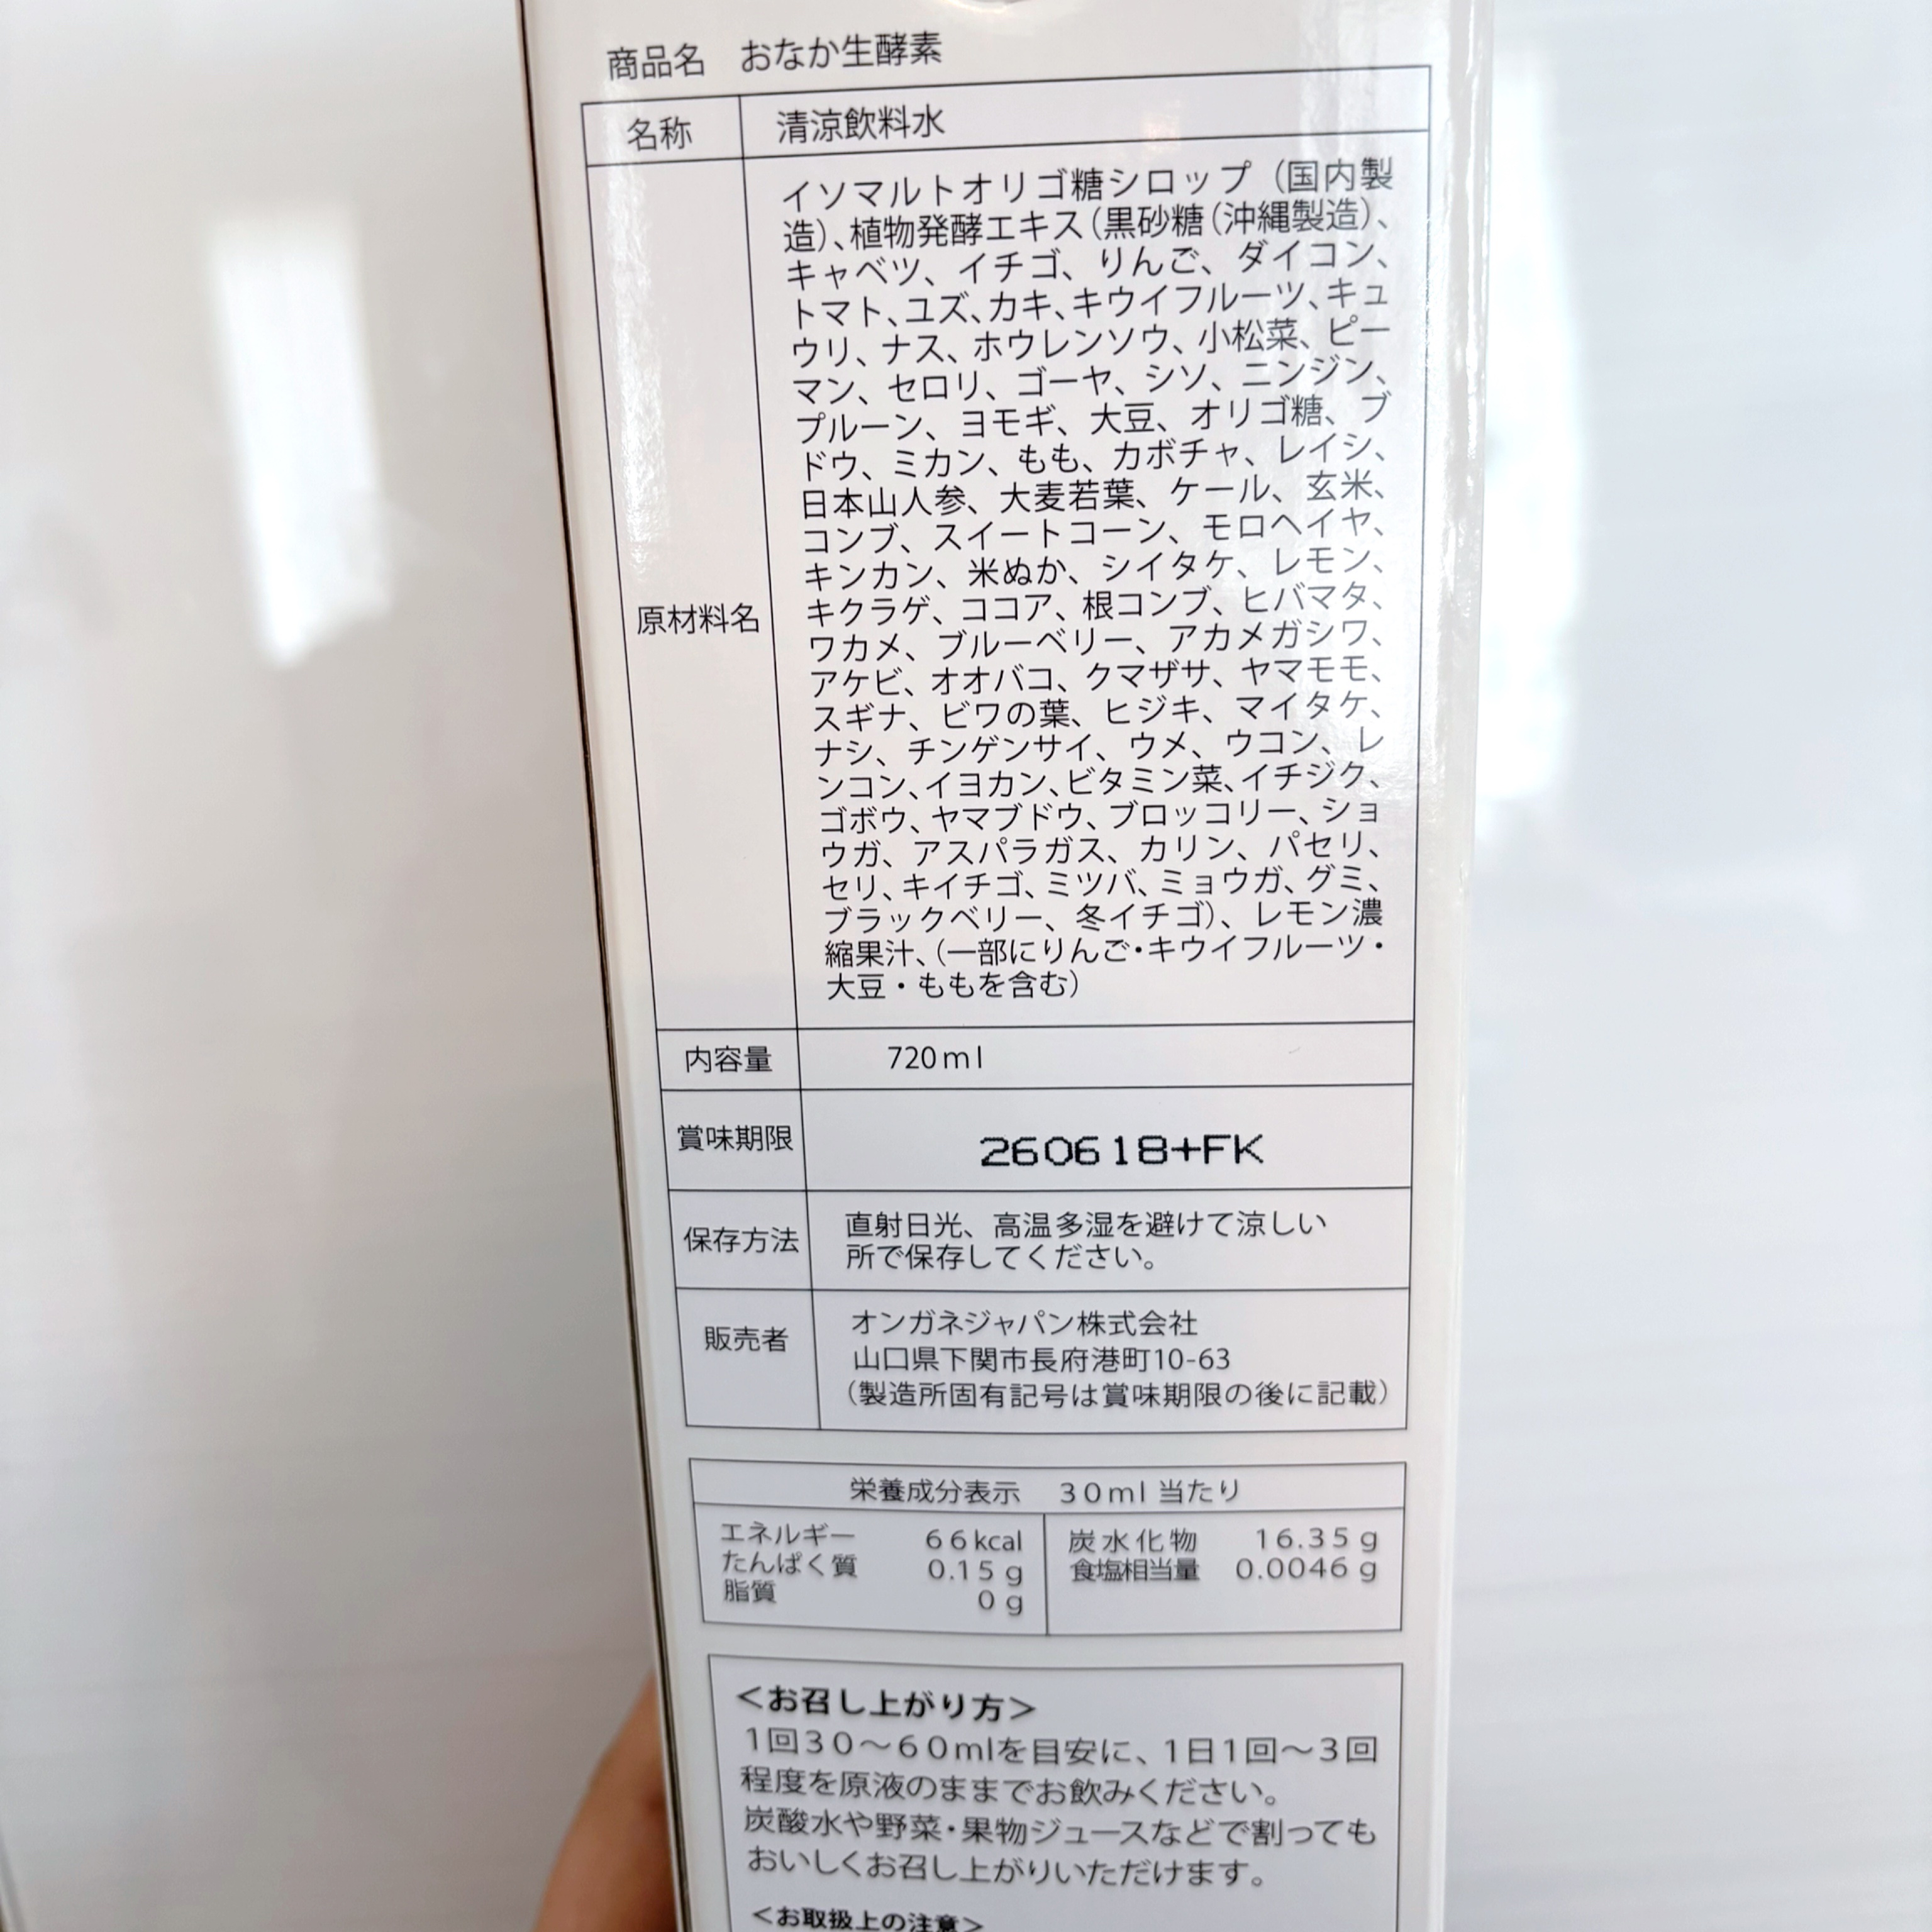 商品名 おなか生酵素
名称 清涼飲料水
原材料名
イソマルトオリゴ糖シロップ（国内製
造）、植物発酵エキス（黒砂糖（沖縄製造）、
キャベツ、イチゴ、りんご、ダイコン、
トマト、ユズ、カキ、キウイフルーツ、キュ
ウリ、ナス、ホウレンソウ、小松菜、ピー
マン、セロリ、ゴーヤ、シソ、ニンジン、
プルーン、ヨモギ、大豆、オリゴ糖、ブ
ドウ、ミカン、もも、カボチャ、レイシ、
日本山人参、大麦若葉、ケール、玄米、
コンブ、スイートコーン、モロヘイヤ、
キンカン、米ぬか、シイタケ、レモン、
キクラゲ、ココア、根コンブ、ヒバマタ、
ワカメ、ブルーベリー、アカメガシワ、
アケビ、オオバコ、クマザサ、ヤマモモ、
スギナ、ビワの葉、ヒジキ、マイタケ、
ナシ、チンゲンサイ、ウメ、ウコン、レ
ンコン、イヨカン、ビタミン菜、イチジク、
ゴボウ、ヤマブドウ、ブロッコリー、ショ
ウガ、アスパラガス、カリン、パセリ、
セリ、キイチゴ、ミツバ、ミョウガ、グミ、
ブラックベリー、冬イチゴ）、レモン濃
縮果汁、（一部にりんご・キウイフルーツ・
大豆・ももを含む）
内容量 720ml
賞味期限 260618+FK
保存方法
直射日光、高温多湿を避けて涼しい
所で保存してください。
販売者
オンガネジャパン株式会社
山口県下関市長府港町10-63
（製造所固有記号は賞味期限の後に記載）
栄養成分表示 30ml当たり
エネルギー 66kcal
たんぱく質 0.15g
脂質 0g
炭水化物 16.35g
食塩相当量 0.0046g
＜お召し上がり方＞
1回30～60mlを目安に、1日1回～3回
程度を原液のままでお飲みください。
炭酸水や野菜・果物ジュースなどで割っても
おいしくお召し上がりいただけます。
＜お取扱上の注意＞